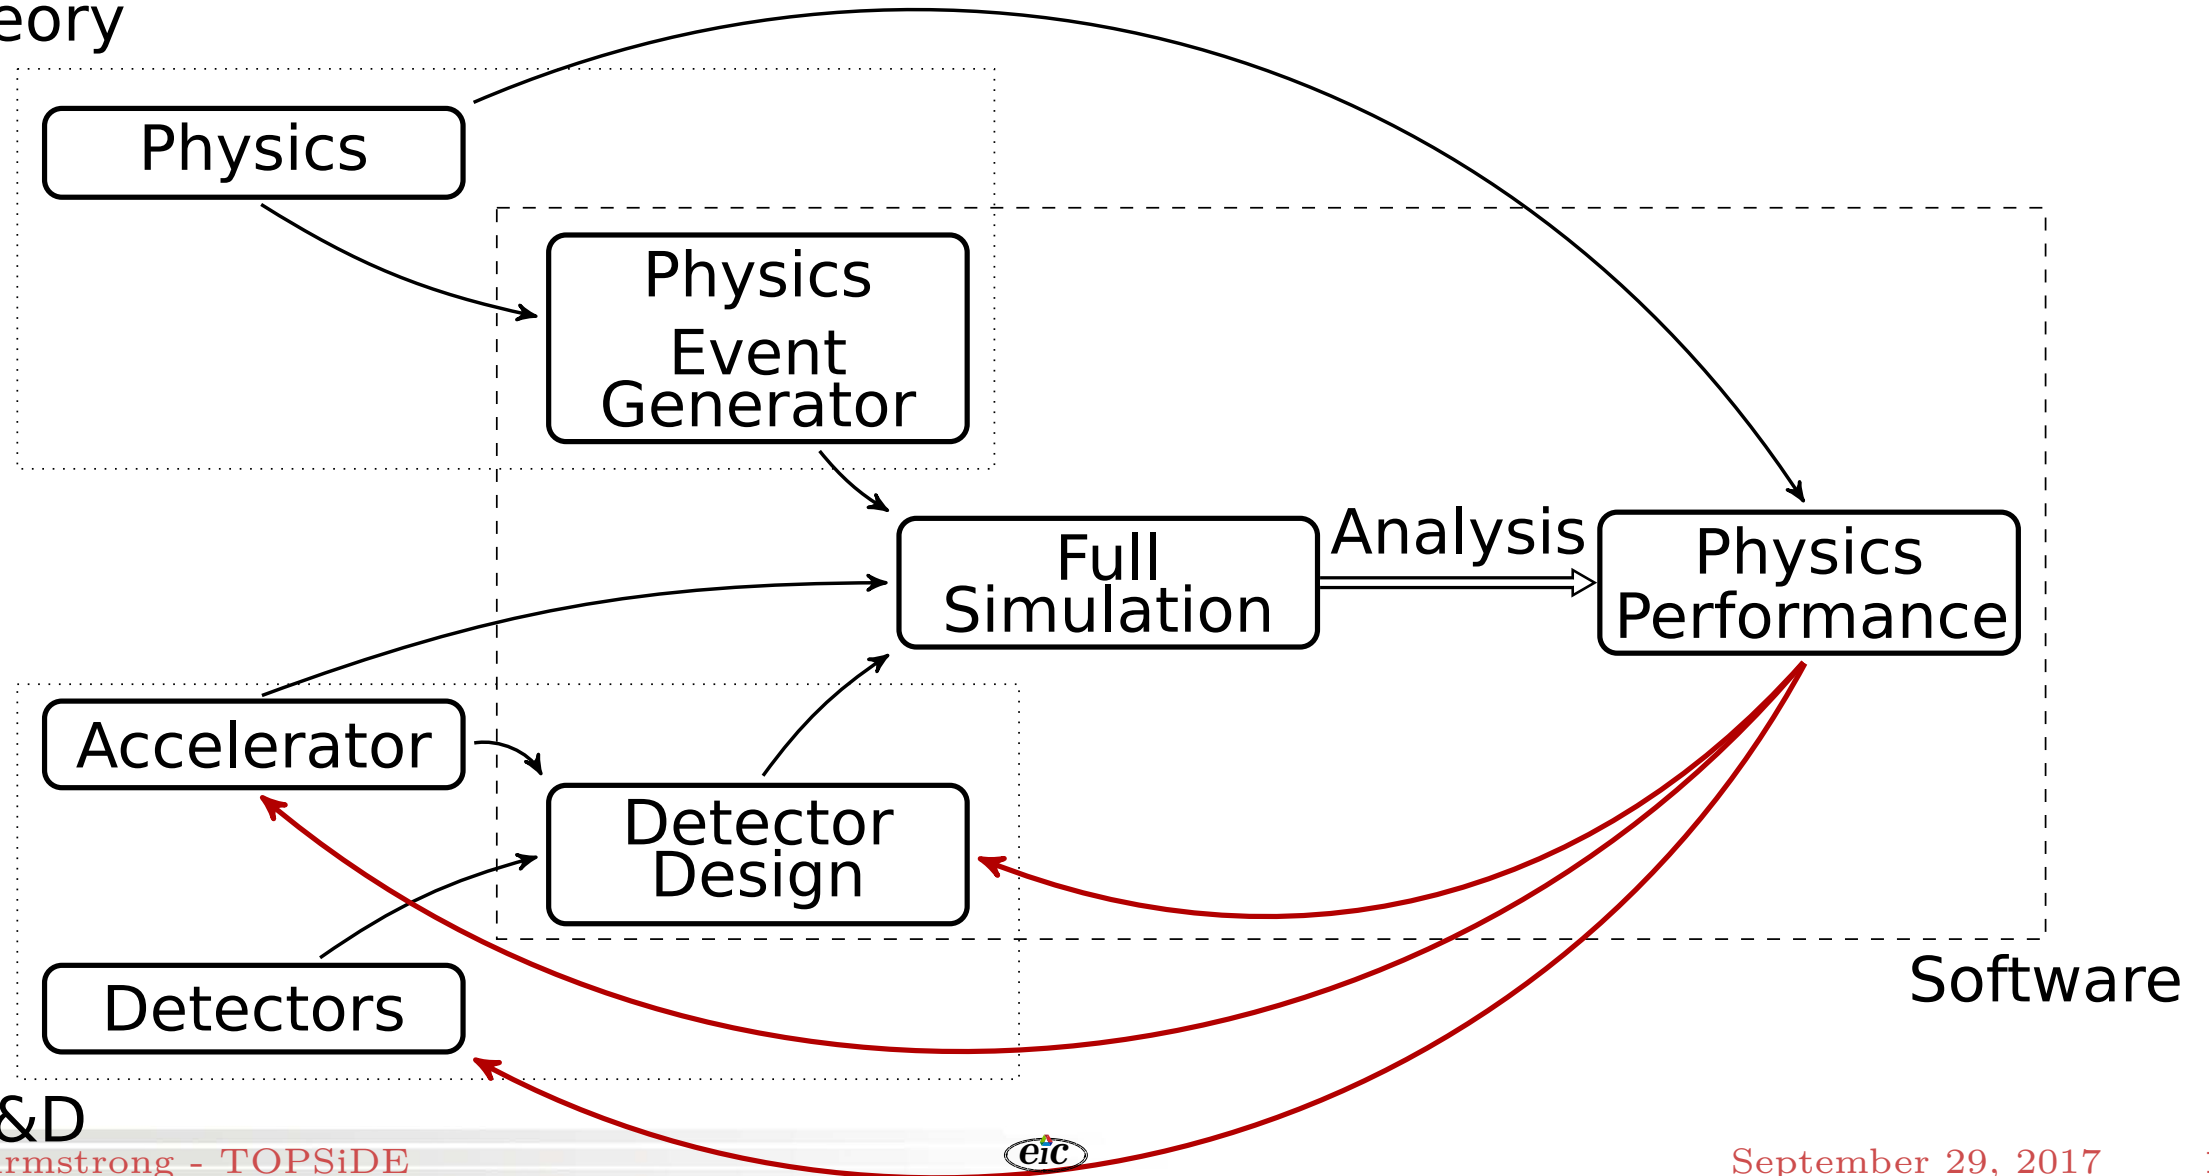 eory
Physics
Physics
Event
Generator
Analysis
Full
Simulation
Physics
Performance
Accelerator
Detector
Design
Detectors
Software
&D
rmstrong - TOPSiDE
eic
September 29, 2017